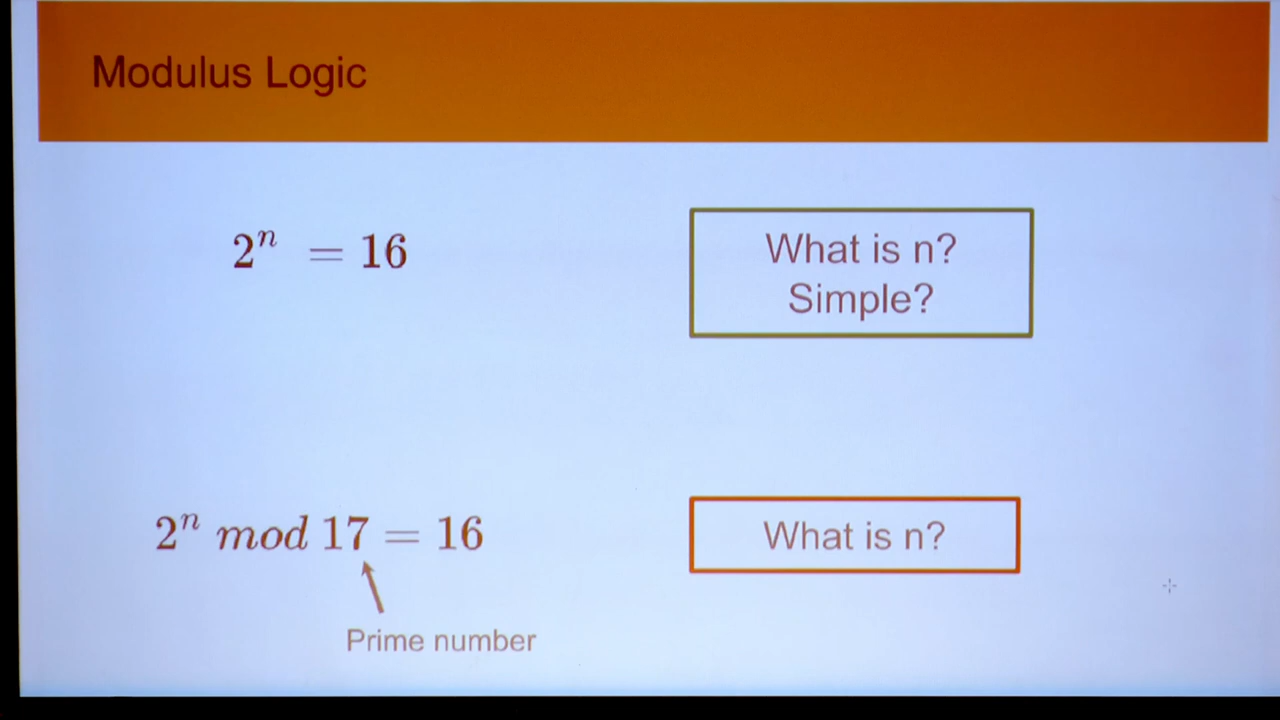 Modulus Logic
2^n = 16
What is n?
Simple?
2^n mod 17 = 16
What is n?
Prime number